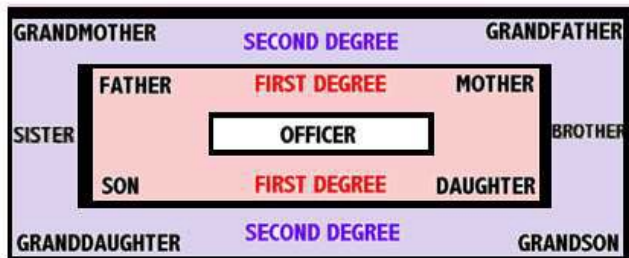 GRANDMOTHER SECOND DEGREE GRANDFATHER
FATHER FIRST DEGREE MOTHER
SISTER OFFICER BROTHER
SON FIRST DEGREE DAUGHTER
GRANDDAUGHTER SECOND DEGREE GRANDSON